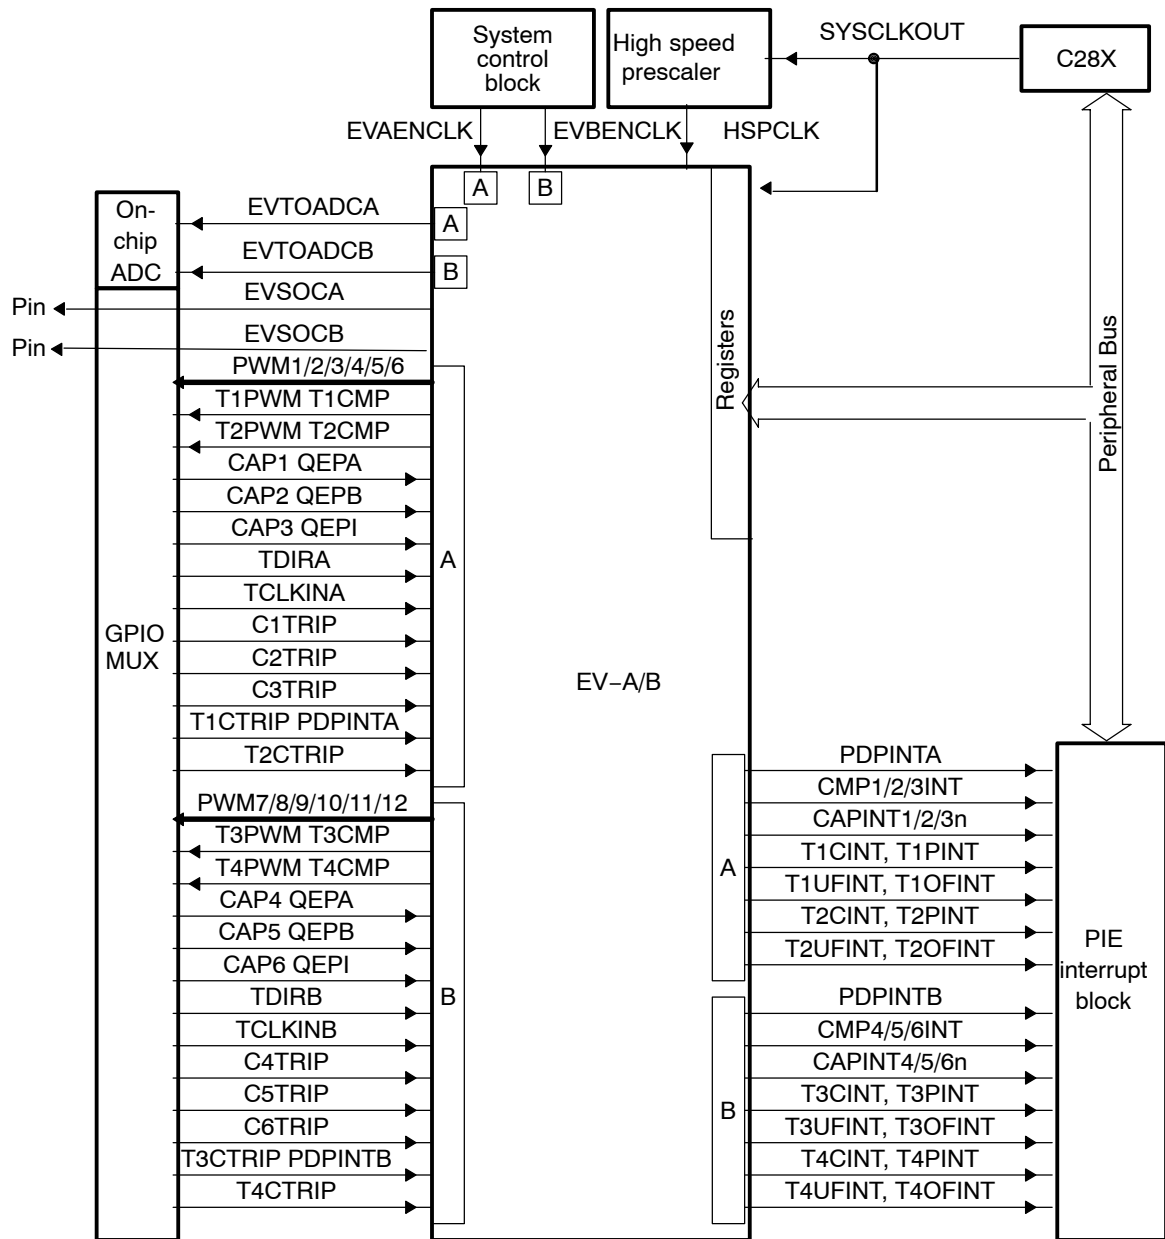 System
control
block
High speed
prescaler
SYSCLKOUT
C28X
EVAENCLK
EVBENCLK
HSPCLK
A
B
On-
chip
ADC
EVTOADCA
A
EVTOADCB
B
Pin
EVSOCA
Pin
EVSOCB
PWM1/2/3/4/5/6
T1PWM T1CMP
T2PWM T2CMP
CAP1 QEPA
CAP2 QEPB
CAP3 QEPI
TDIRA
TCLKINA
C1TRIP
C2TRIP
C3TRIP
T1CTRIP PDPINTA
T2CTRIP
A
GPIO
MUX
PWM7/8/9/10/11/12
T3PWM T3CMP
T4PWM T4CMP
CAP4 QEPA
CAP5 QEPB
CAP6 QEPI
TDIRB
TCLKINB
C4TRIP
C5TRIP
C6TRIP
T3CTRIP PDPINTB
T4CTRIP
B
EV–A/B
Registers
Peripheral Bus
PDPINTA
CMP1/2/3INT
CAPINT1/2/3n
T1CINT, T1PINT
T1UFINT, T1OFINT
T2CINT, T2PINT
T2UFINT, T2OFINT
A
PDPINTB
CMP4/5/6INT
CAPINT4/5/6n
T3CINT, T3PINT
T3UFINT, T3OFINT
T4CINT, T4PINT
T4UFINT, T4OFINT
B
PIE
interrupt
block